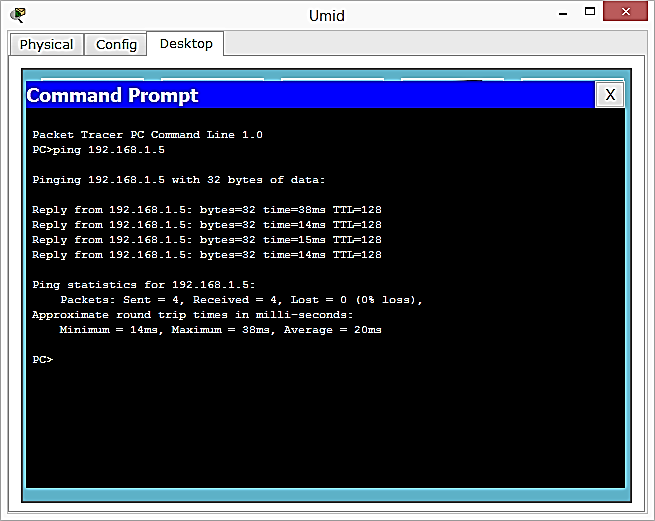 Umid
Physical Config Desktop
Command Prompt X
Packet Tracer PC Command Line 1.0
PC>ping 192.168.1.5
Pinging 192.168.1.5 with 32 bytes of data:
Reply from 192.168.1.5: bytes=32 time=38ms TTL=128
Reply from 192.168.1.5: bytes=32 time=14ms TTL=128
Reply from 192.168.1.5: bytes=32 time=15ms TTL=128
Reply from 192.168.1.5: bytes=32 time=14ms TTL=128
Ping statistics for 192.168.1.5:
Packets: Sent = 4, Received = 4, Lost = 0 (0% loss),
Approximate round trip times in milli-seconds:
Minimum = 14ms, Maximum = 38ms, Average = 20ms
PC>